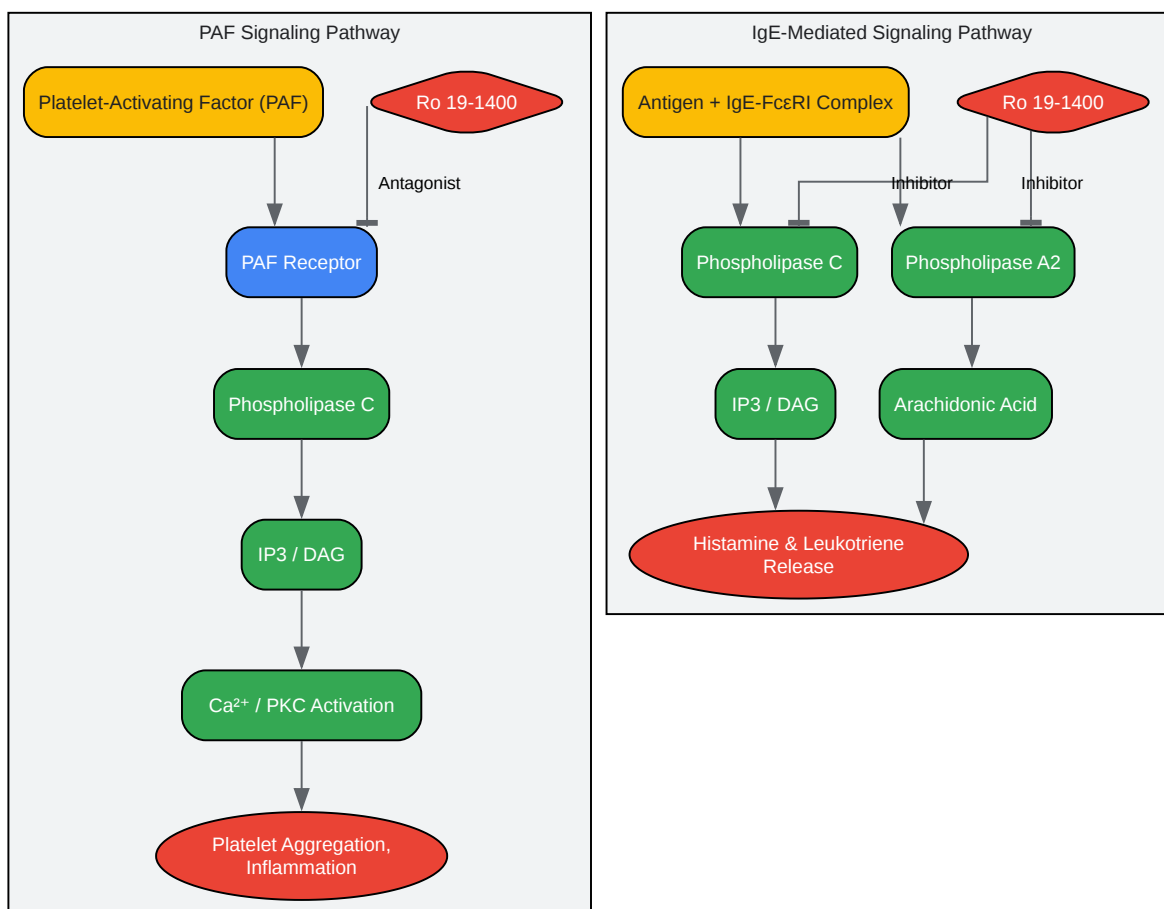 PAF Signaling Pathway
Platelet-Activating Factor (PAF)
Ro 19-1400
Antagonist
PAF Receptor
Phospholipase C
IP3 / DAG
Ca²⁺ / PKC Activation
Platelet Aggregation,
Inflammation
IgE-Mediated Signaling Pathway
Antigen + IgE-FcεRI Complex
Ro 19-1400
Inhibitor
Inhibitor
Phospholipase C
Phospholipase A2
IP3 / DAG
Arachidonic Acid
Histamine & Leukotriene
Release